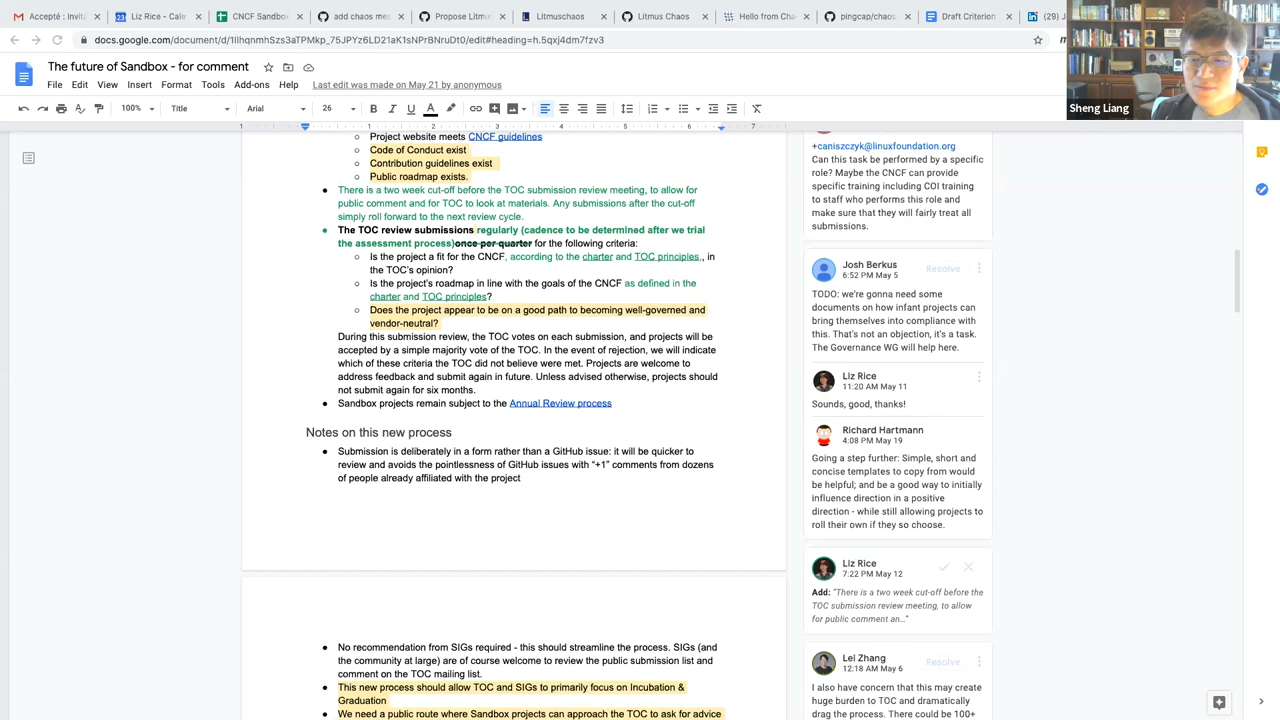 Accepté : Invita
Liz Rice - Cale
CNCF Sandbo
add chaos me
Propose Litmu
Litmuschaos
Litmus Chaos
Hello from Cha
pingcap/chaos
Draft Criterion
(29) J
docs.google.com/document/d/1IlhqnmhSzs3aTPMkp_75JPYz6LD21aK1sNPrBNruDt0/edit#heading=h.5qxj4dm7fzv3
The future of Sandbox - for comment
File Edit View Insert Format Tools Add-ons Help Last edit was made on May 21 by anonymous
100% Title Arial 26 B I U A
Sheng Liang
1 1 2 3 4 5 6 7
Project website meets CNCF guidelines
Code of Conduct exist
Contribution guidelines exist
Public roadmap exists.
There is a two week cut-off before the TOC submission review meeting, to allow for
public comment and for TOC to look at materials. Any submissions after the cut-off
simply roll forward to the next review cycle.
The TOC review submissions regularly (cadence to be determined after we trial
the assessment process)once per quarter for the following criteria:
Is the project a fit for the CNCF, according to the charter and TOC principles,, in
the TOC's opinion?
Is the project's roadmap in line with the goals of the CNCF as defined in the
charter and TOC principles?
Does the project appear to be on a good path to becoming well-governed and
vendor-neutral?
During this submission review, the TOC votes on each submission, and projects will be
accepted by a simple majority vote of the TOC. In the event of rejection, we will indicate
which of these criteria the TOC did not believe were met. Projects are welcome to
address feedback and submit again in future. Unless advised otherwise, projects should
not submit again for six months.
Sandbox projects remain subject to the Annual Review process
Notes on this new process
Submission is deliberately in a form rather than a GitHub issue: it will be quicker to
review and avoids the pointlessness of GitHub issues with “+1” comments from dozens
of people already affiliated with the project
No recommendation from SIGs required - this should streamline the process. SIGs (and
the community at large) are of course welcome to review the public submission list and
comment on the TOC mailing list.
This new process should allow TOC and SIGs to primarily focus on Incubation &
Graduation
We need a public route where Sandbox projects can approach the TOC to ask for advice
+caniszczyk@linuxfoundation.org
Can this task be performed by a specific
role? Maybe the CNCF can provide
specific training including COI training
to staff who performs this role and
make sure that they will fairly treat all
submissions.
Josh Berkus
6:52 PM May 5
Resolve
TODO: we're gonna need some
documents on how infant projects can
bring themselves into compliance with
this. That's not an objection, it's a task.
The Governance WG will help here.
Liz Rice
11:20 AM May 11
Sounds, good, thanks!
Richard Hartmann
4:08 PM May 19
Going a step further: Simple, short and
concise templates to copy from would
be helpful; and be a good way to initially
influence direction in a positive
direction - while still allowing projects to
roll their own if they so choose.
Liz Rice
7:22 PM May 12
Add: “There is a two week cut-off before the
TOC submission review meeting, to allow
for public comment an...”
Lei Zhang
12:18 AM May 6
Resolve
I also have concern that this may create
huge burden to TOC and dramatically
drag the process. There could be 100+